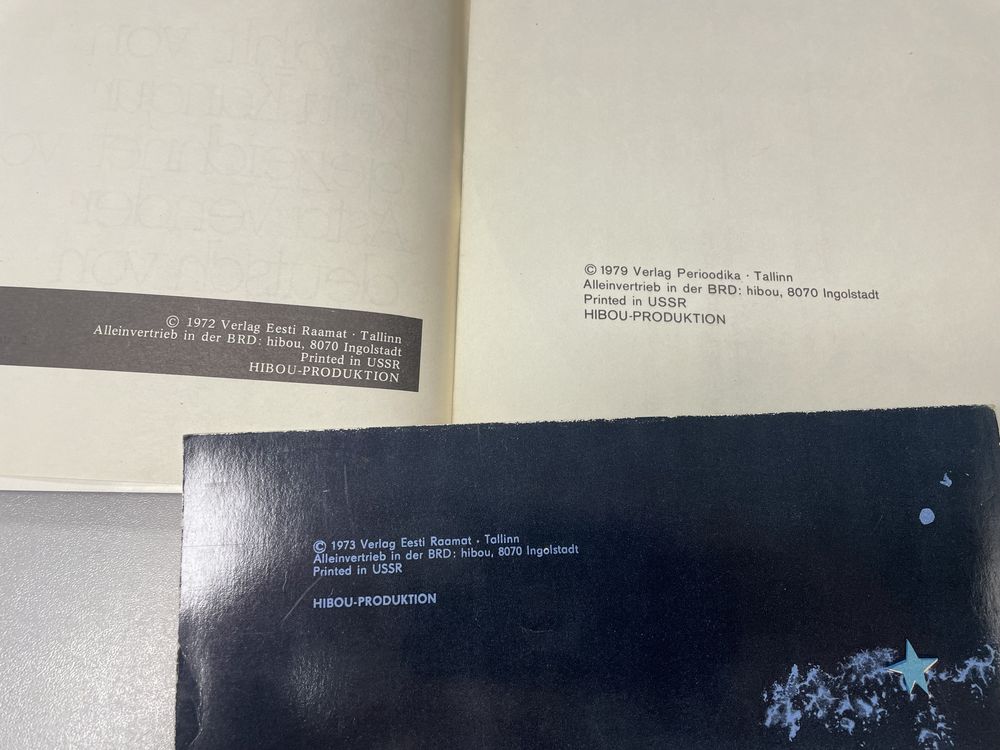 © 1972 Verlag Eesti Raamat · Tallinn
Alleinvertrieb in der BRD: hibou, 8070 Ingolstadt
Printed in USSR
HIBOU-PRODUKTION
© 1979 Verlag Perioodika · Tallinn
Alleinvertrieb in der BRD: hibou, 8070 Ingolstadt
Printed in USSR
HIBOU-PRODUKTION
© 1973 Verlag Eesti Raamat · Tallinn
Alleinvertrieb in der BRD: hibou, 8070 Ingolstadt
Printed in USSR
HIBOU-PRODUKTION